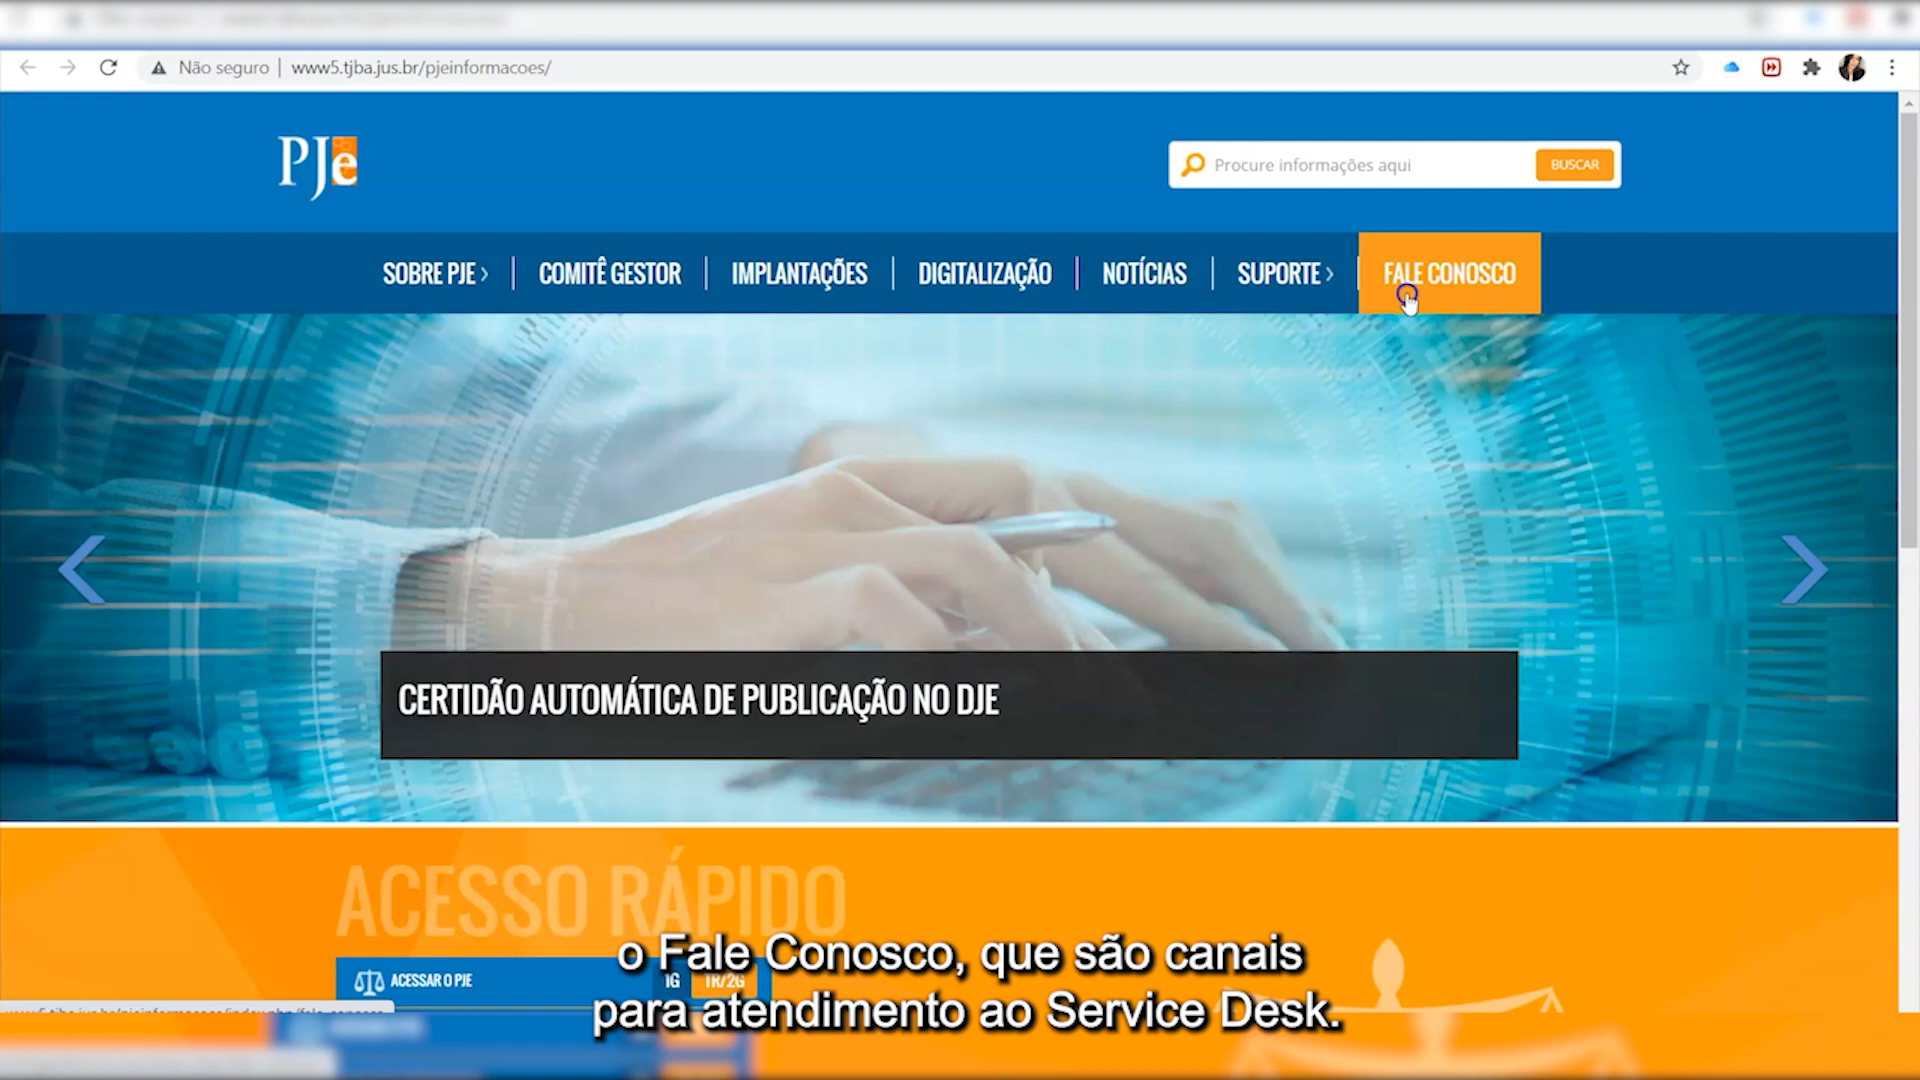 Não seguro | www5.tjba.jus.br/pjeinformacoes/
PJe
Procure informações aqui
BUSCAR
SOBRE PJE ›
COMITÊ GESTOR
IMPLANTAÇÕES
DIGITALIZAÇÃO
NOTÍCIAS
SUPORTE ›
FALE CONOSCO
CERTIDÃO AUTOMÁTICA DE PUBLICAÇÃO NO DJE
ACESSO RÁPIDO
ACESSAR O PJE
1G
TR/2G
o Fale Conosco, que são canais
para atendimento ao Service Desk.